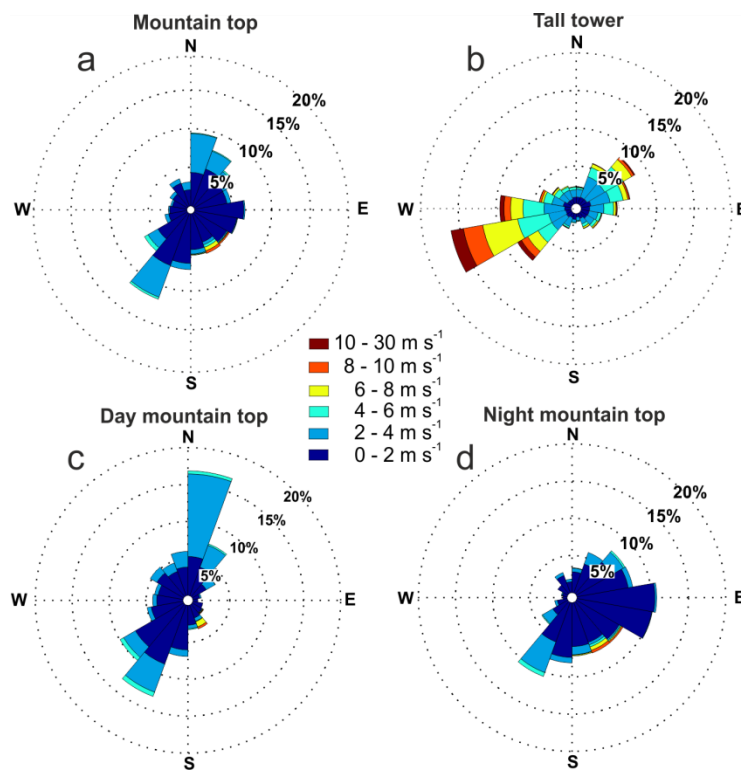 Mountain top
Tall tower
a
N
20%
15%
10%
5%
W
E
S
b
N
20%
15%
10%
5%
W
E
S
10 - 30 m s⁻¹
8 - 10 m s⁻¹
6 - 8 m s⁻¹
4 - 6 m s⁻¹
2 - 4 m s⁻¹
0 - 2 m s⁻¹
Day mountain top
Night mountain top
c
N
20%
15%
10%
5%
W
E
S
d
N
20%
15%
10%
5%
W
E
S